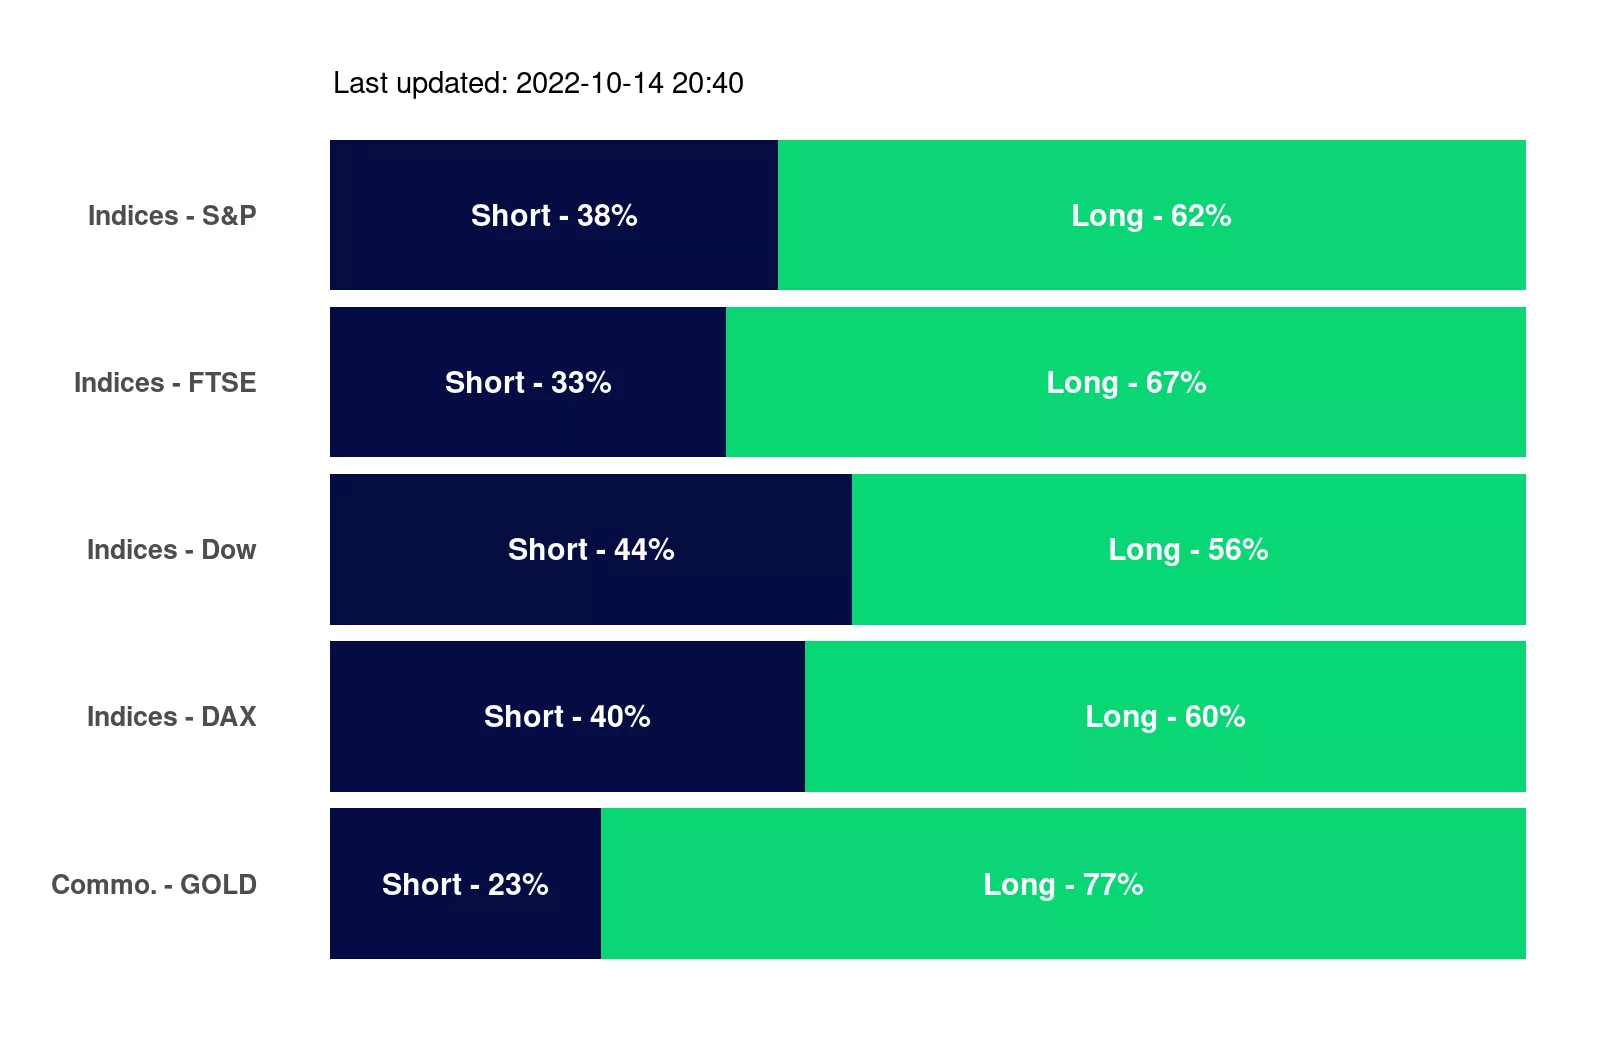 Last updated: 2022-10-14 20:40
Indices - S&P Short - 38% Long - 62%
Indices - FTSE Short - 33% Long - 67%
Indices - Dow Short - 44% Long - 56%
Indices - DAX Short - 40% Long - 60%
Commo. - GOLD Short - 23% Long - 77%